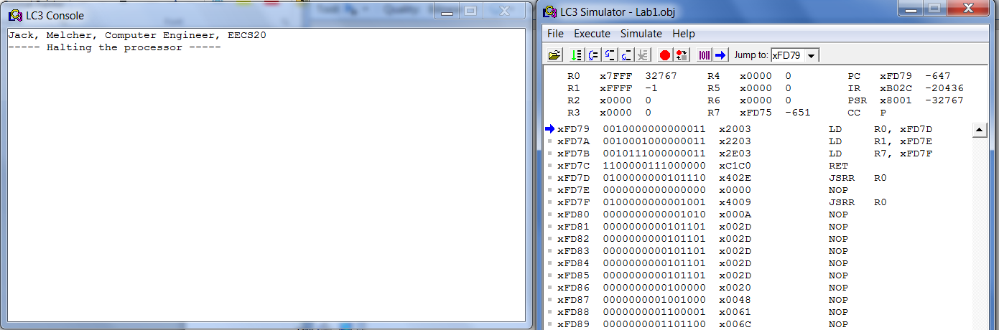 LC3 Console
Jack, Melcher, Computer Engineer, EECS20
----- Halting the processor -----
LC3 Simulator - Lab1.obj
File Execute Simulate Help
Jump to: xFD79
R0 x7FFF 32767 R4 x0000 0 PC xFD79 -647
R1 xFFFF -1 R5 x0000 0 IR xB02C -20436
R2 x0000 0 R6 x0000 0 PSR x8001 -32767
R3 x0000 0 R7 xFD75 -651 CC P
xFD79 0010000000000011 x2003 LD R0, xFD7D
xFD7A 0010001000000011 x2203 LD R1, xFD7E
xFD7B 0010111000000011 x2E03 LD R7, xFD7F
xFD7C 1100000111000000 xC1C0 RET
xFD7D 0100000000101110 x402E JSRR R0
xFD7E 0000000000000000 x0000 NOP
xFD7F 0100000000001001 x4009 JSRR R0
xFD80 0000000000001010 x000A NOP
xFD81 0000000000101101 x002D NOP
xFD82 0000000000101101 x002D NOP
xFD83 0000000000101101 x002D NOP
xFD84 0000000000101101 x002D NOP
xFD85 0000000000101101 x002D NOP
xFD86 0000000000100000 x0020 NOP
xFD87 0000000001001000 x0048 NOP
xFD88 0000000001100001 x0061 NOP
xFD89 0000000001101100 x006C NOP